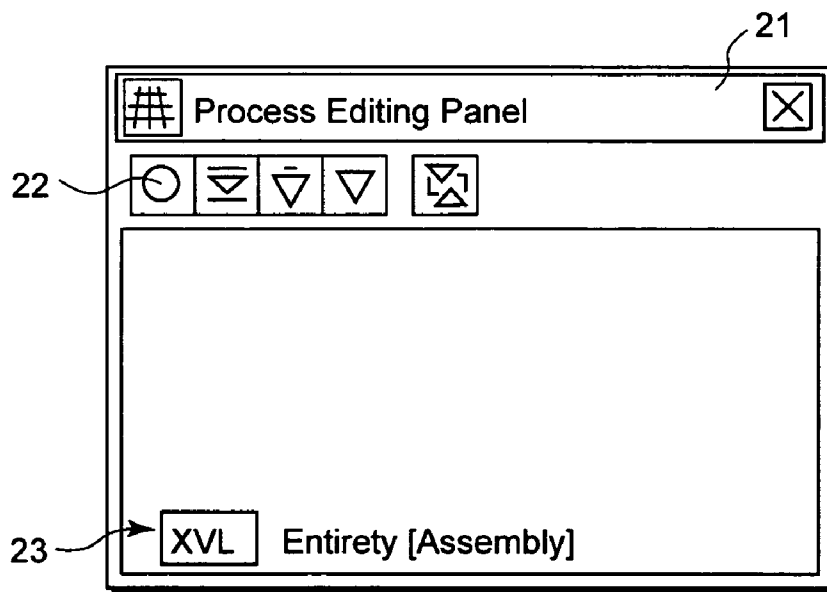 21
Process Editing Panel
22
23
XVL Entirety [Assembly]